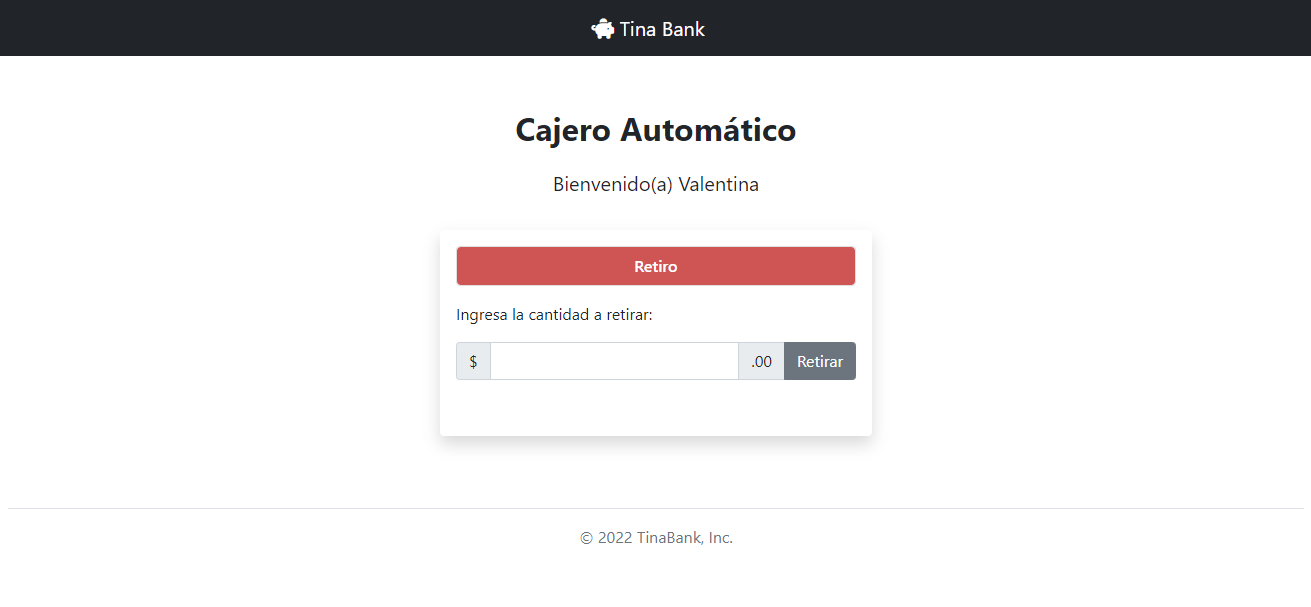 Tina Bank
Cajero Automático
Bienvenido(a) Valentina
Retiro
Ingresa la cantidad a retirar:
$ .00 Retirar
© 2022 TinaBank, Inc.